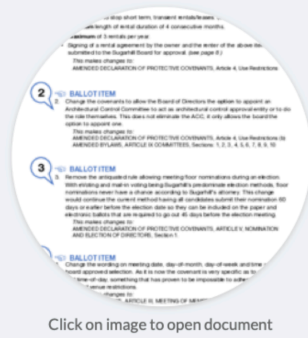 stop short term, transient rentals/leases.
length of rental duration of 4 consecutive months.
Maximum of 3 rentals per year
Signing of a rental agreement by the owner and the renter of the above
submitted to the Sugarhill Board for approval (see page 6.)
This makes changes to:
AMENDED DECLARATION OF PROTECTIVE COVENANTS, Article 4, Use Restrictions
2 BALLOT ITEM
Change the covenants to allow the Board of Directors the option to appoint an
Architectural Control Committee to act as architectural control approval entity or to do
the role themselves. This does not eliminate the ACC, it only allows the board the
option to appoint one.
This makes changes to:
AMENDED DECLARATION OF PROTECTIVE COVENANTS, Article 4, Use Restrictions (b)
AMENDED BYLAWS, ARTICLE IX COMMITTEES, Sections: 1, 2, 3, 4, 5, 6, 7, 8, 9, 10
3 BALLOT ITEM
Remove the antiquated rule allowing meeting floor nominations during an election.
With eVoting and mail-in voting being Sugarhill's predominate election methods, floor
nominations never have a chance according to Sugarhill's attorney. This change
would continue the current method having all candidates submit their nomination 60
days or earlier before the election date so they can be included on the paper and
electronic ballots that are required to go out 45 days before the election meeting.
This makes changes to:
AMENDED DECLARATION OF PROTECTIVE COVENANTS, ARTICLE V, NOMINATION
AND ELECTION OF DIRECTORS, Section 1.
BALLOT ITEM
Change the wording on meeting date, day-of-month, day-of-week and time
board approved selection. As it is now the covenant is very specific as to
time-of-day, something that has proven to be impossible to
venue restrictions.
changes to:
ARTICLE III, MEETING OF
Click on image to open document